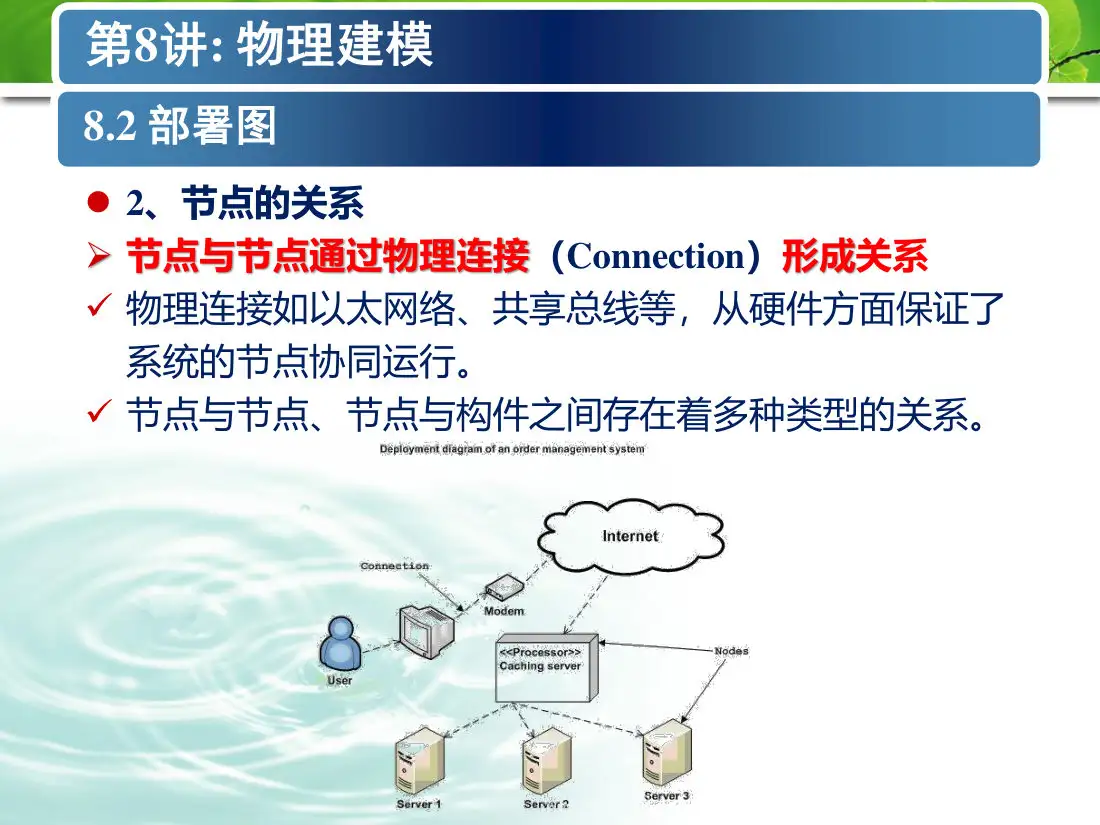 第8讲: 物理建模
8.2 部署图
2、节点的关系
节点与节点通过物理连接（Connection）形成关系
物理连接如以太网络、共享总线等，从硬件方面保证了
系统的节点协同运行。
节点与节点、节点与构件之间存在着多种类型的关系。
Deployment diagram of an order management system
Internet
Connection
Modem
<<Processor>>
Caching server
Nodes
User
Server 1
Server 2
Server 3